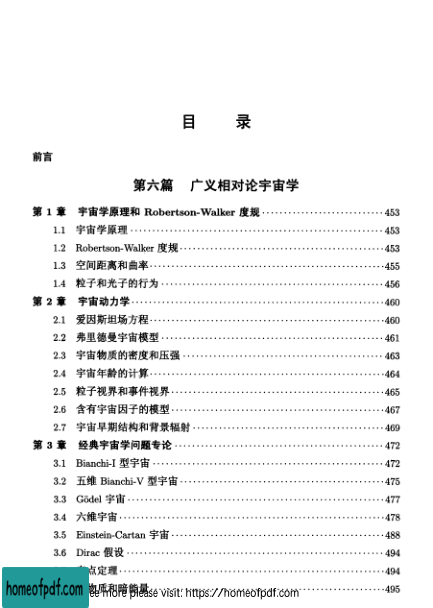 目 录
前言
第六篇 广义相对论宇宙学
第 1 章 宇宙学原理和 Robertson-Walker 度规 453
1.1 宇宙学原理 453
1.2 Robertson-Walker 度规 453
1.3 空间距离和曲率 455
1.4 粒子和光子的行为 456
第 2 章 宇宙动力学 460
2.1 爱因斯坦场方程 460
2.2 弗里德曼宇宙模型 461
2.3 宇宙物质的密度和压强 463
2.4 宇宙年龄的计算 464
2.5 粒子视界和事件视界 465
2.6 含有宇宙因子的模型 467
2.7 宇宙早期结构和背景辐射 469
第 3 章 经典宇宙学问题专论 472
3.1 Bianchi-I 型宇宙 472
3.2 五维 Bianchi-V 型宇宙 475
3.3 Gödel 宇宙 477
3.4 六维宇宙 478
3.5 Einstein-Cartan 宇宙 488
3.6 Dirac 假设 494
点定理 494
物质和暗能量 495
homeofpdf.com
see more please visit: https://homeofpdf.com